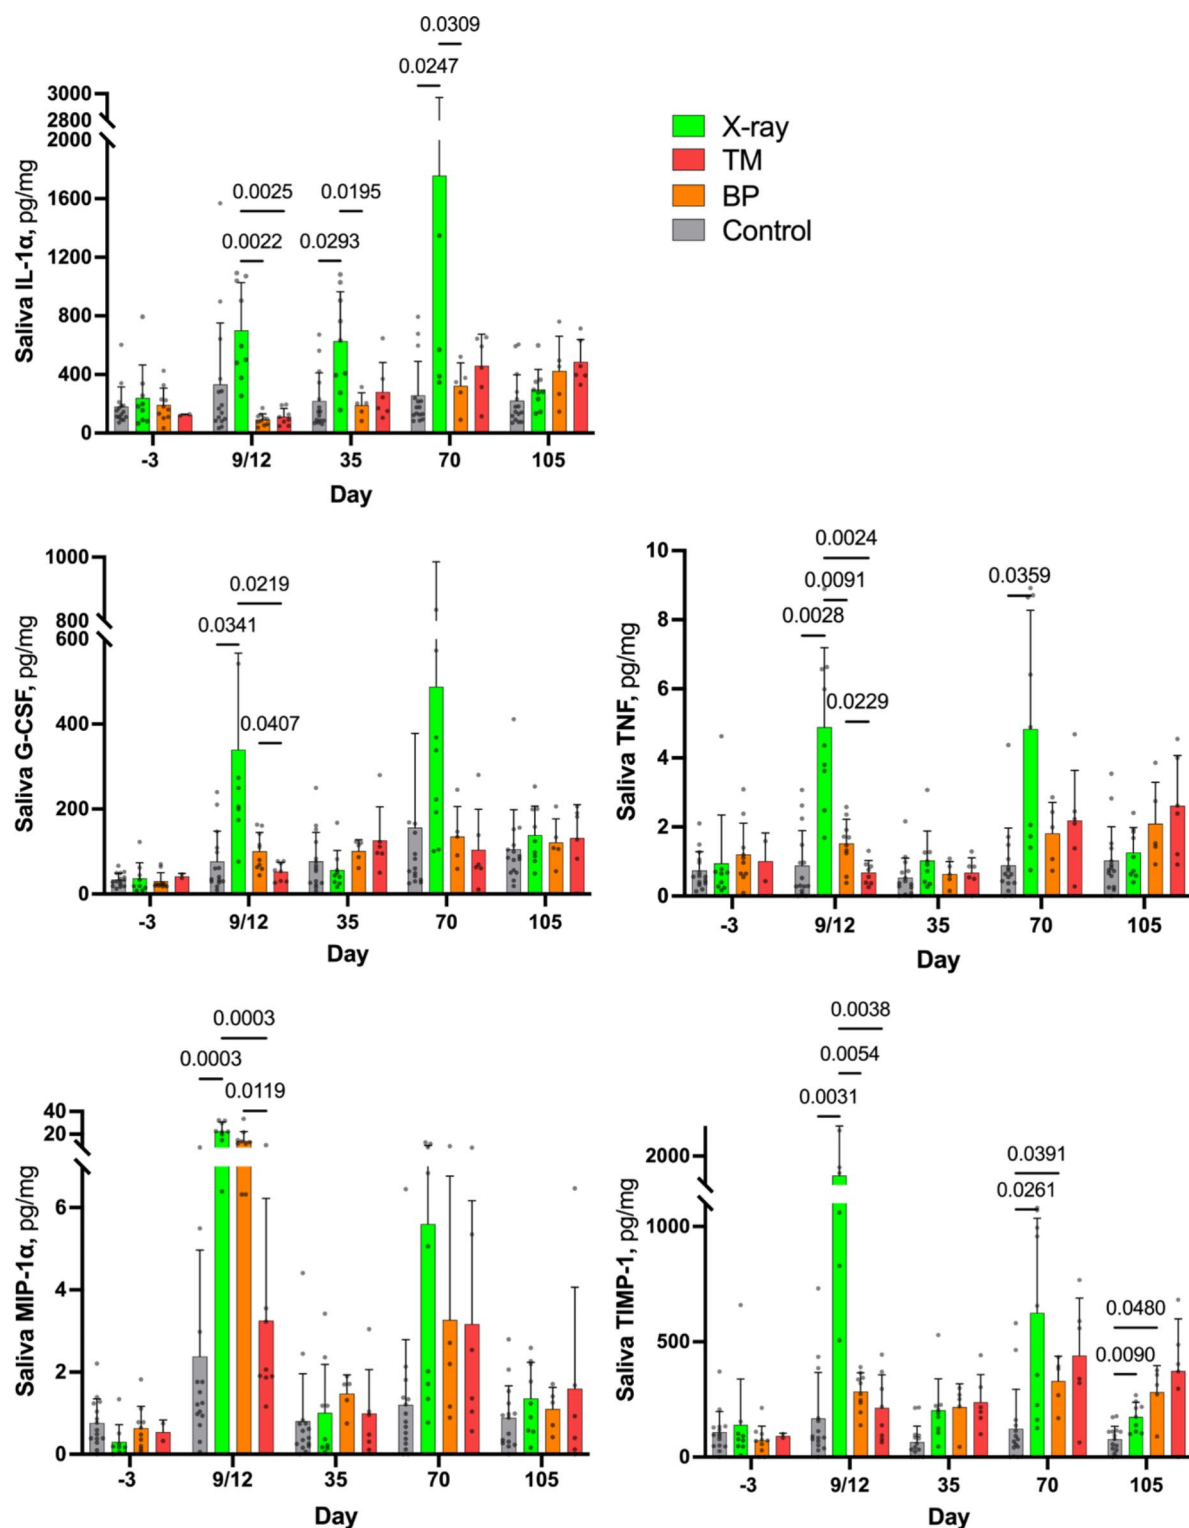 0.0309
0.0247
3000
2800
2000
1600
1200
800
400
0
Saliva IL-1α, pg/mg
0.0025
0.0022
0.0195
0.0293
-3 9/12 35 70 105
Day
X-ray
TM
BP
Control
1000
800
600
400
200
0
Saliva G-CSF, pg/mg
0.0219
0.0341
0.0407
-3 9/12 35 70 105
Day
10
8
6
4
2
0
Saliva TNF, pg/mg
0.0024
0.0091
0.0028
0.0229
0.0359
-3 9/12 35 70 105
Day
40
20
6
4
2
0
Saliva MIP-1α, pg/mg
0.0003
0.0003
0.0119
-3 9/12 35 70 105
Day
2000
1000
500
0
Saliva TIMP-1, pg/mg
0.0038
0.0054
0.0031
0.0391
0.0261
0.0480
0.0090
-3 9/12 35 70 105
Day